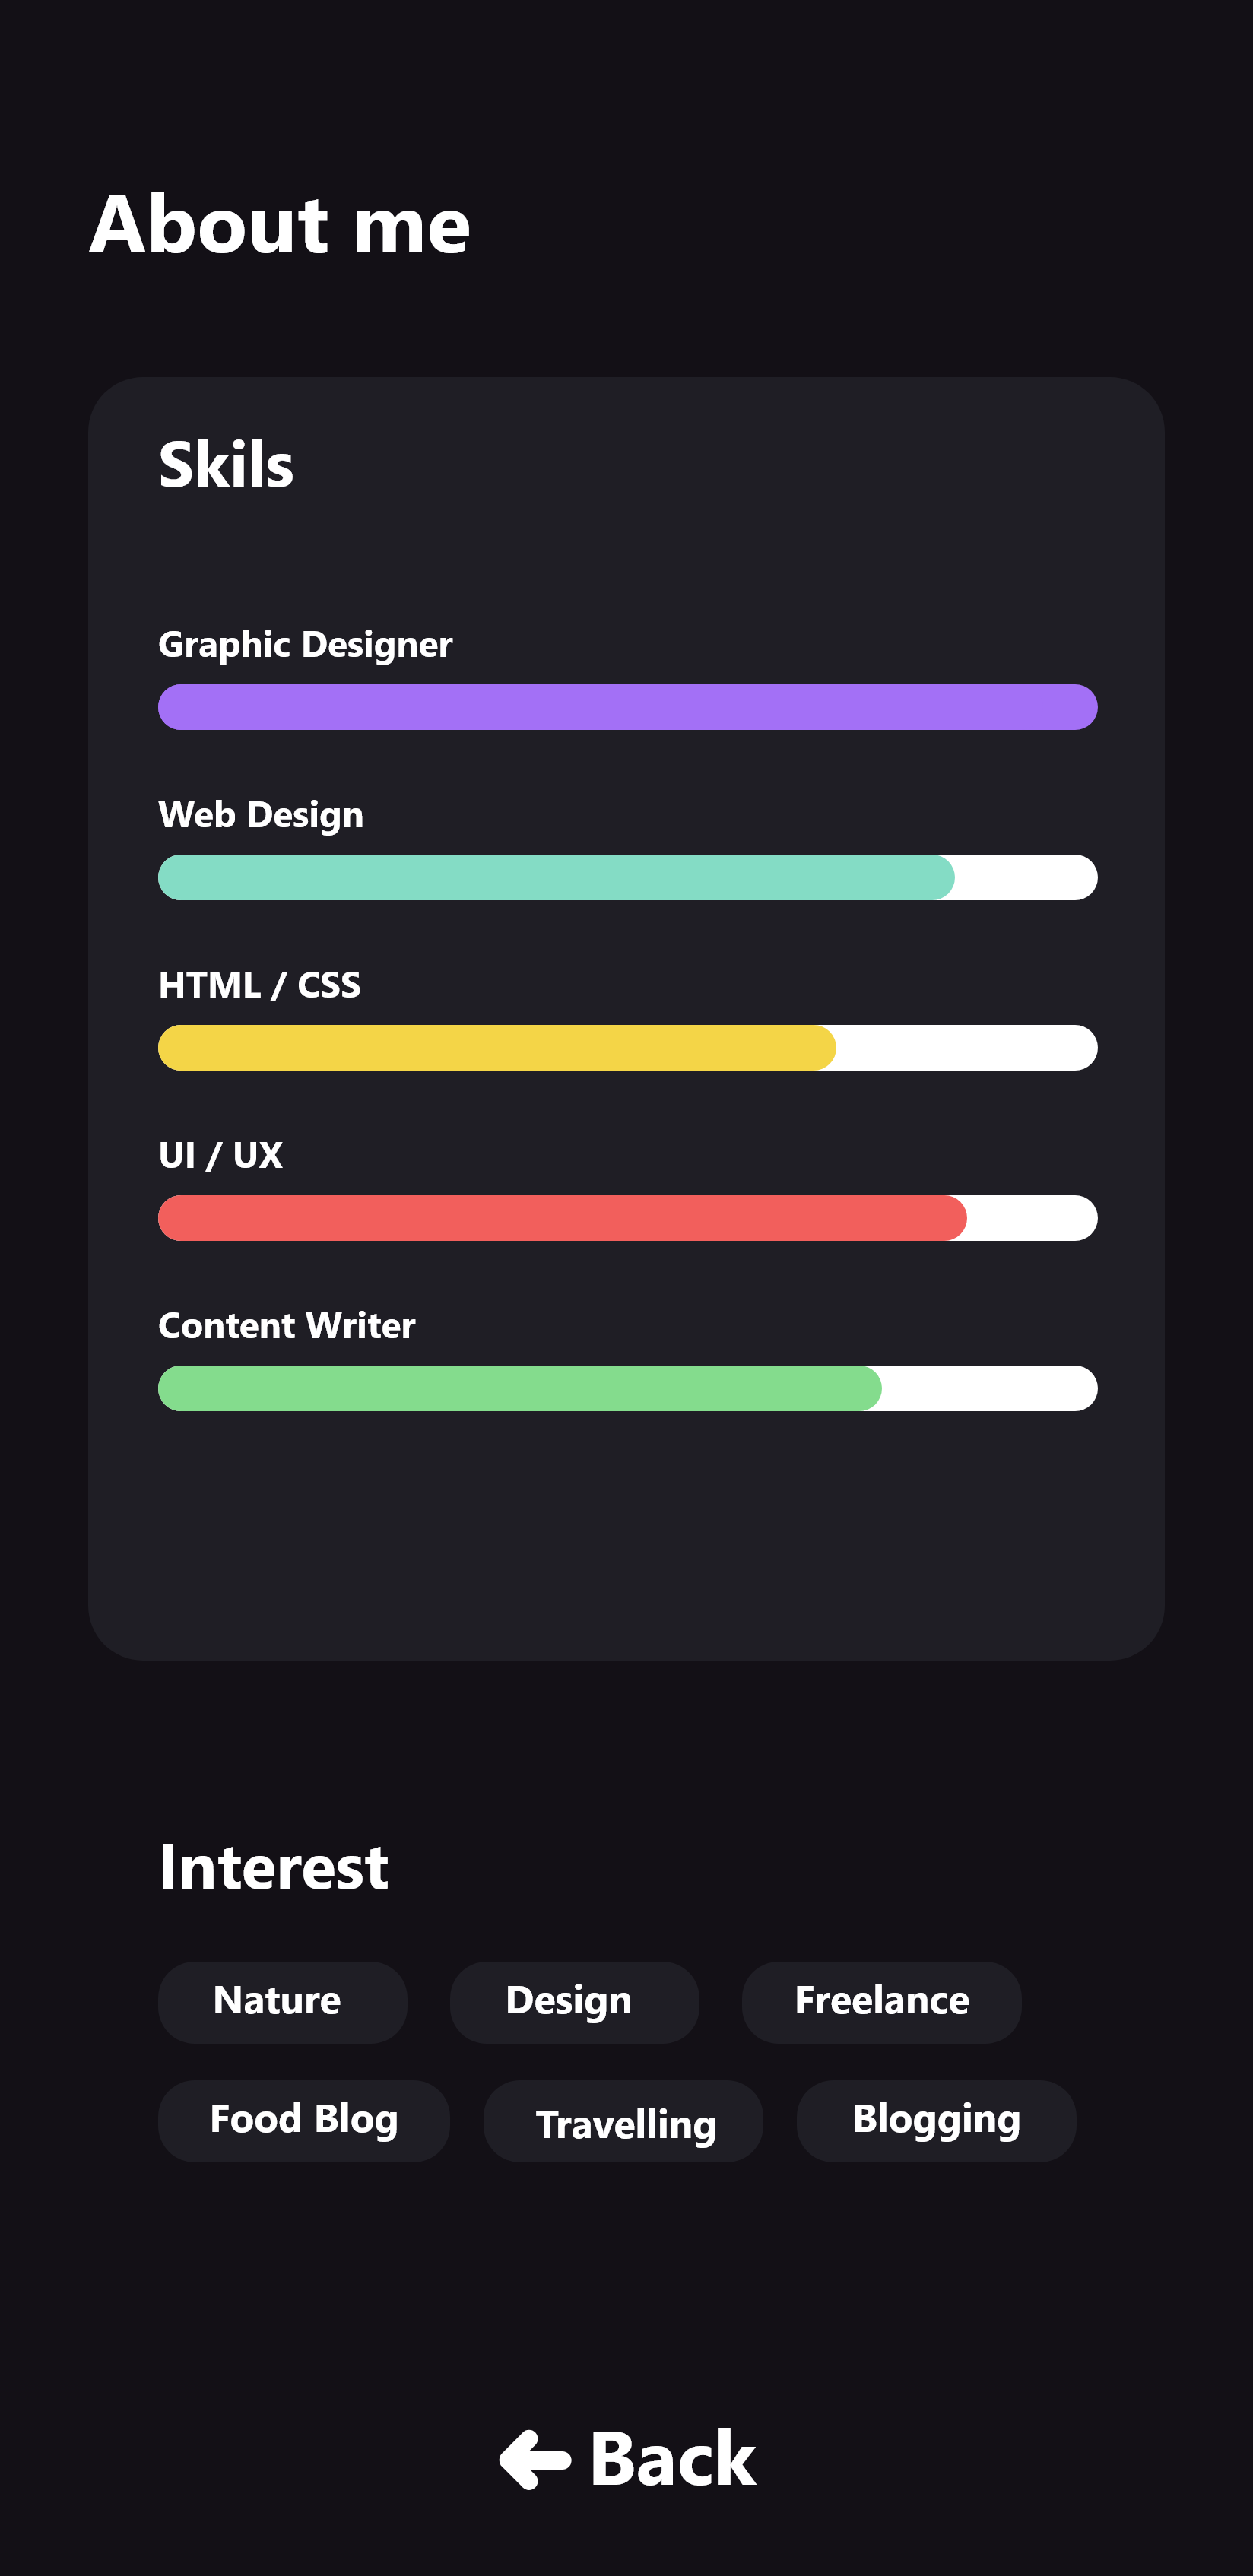 About me
Skils
Graphic Designer
Web Design
HTML / CSS
UI / UX
Content Writer
Interest
Nature Design Freelance
Food Blog Travelling Blogging
Back